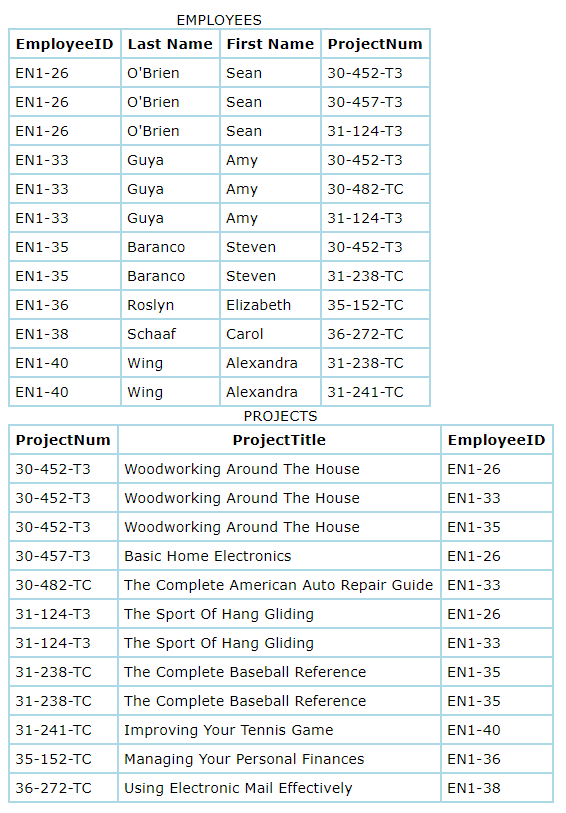 EMPLOYEES
EmployeeID Last Name First Name ProjectNum
EN1-26 O'Brien Sean 30-452-T3
EN1-26 O'Brien Sean 30-457-T3
EN1-26 O'Brien Sean 31-124-T3
EN1-33 Guya Amy 30-452-T3
EN1-33 Guya Amy 30-482-TC
EN1-33 Guya Amy 31-124-T3
EN1-35 Baranco Steven 30-452-T3
EN1-35 Baranco Steven 31-238-TC
EN1-36 Roslyn Elizabeth 35-152-TC
EN1-38 Schaaf Carol 36-272-TC
EN1-40 Wing Alexandra 31-238-TC
EN1-40 Wing Alexandra 31-241-TC
PROJECTS
ProjectNum ProjectTitle EmployeeID
30-452-T3 Woodworking Around The House EN1-26
30-452-T3 Woodworking Around The House EN1-33
30-452-T3 Woodworking Around The House EN1-35
30-457-T3 Basic Home Electronics EN1-26
30-482-TC The Complete American Auto Repair Guide EN1-33
31-124-T3 The Sport Of Hang Gliding EN1-26
31-124-T3 The Sport Of Hang Gliding EN1-33
31-238-TC The Complete Baseball Reference EN1-35
31-238-TC The Complete Baseball Reference EN1-35
31-241-TC Improving Your Tennis Game EN1-40
35-152-TC Managing Your Personal Finances EN1-36
36-272-TC Using Electronic Mail Effectively EN1-38